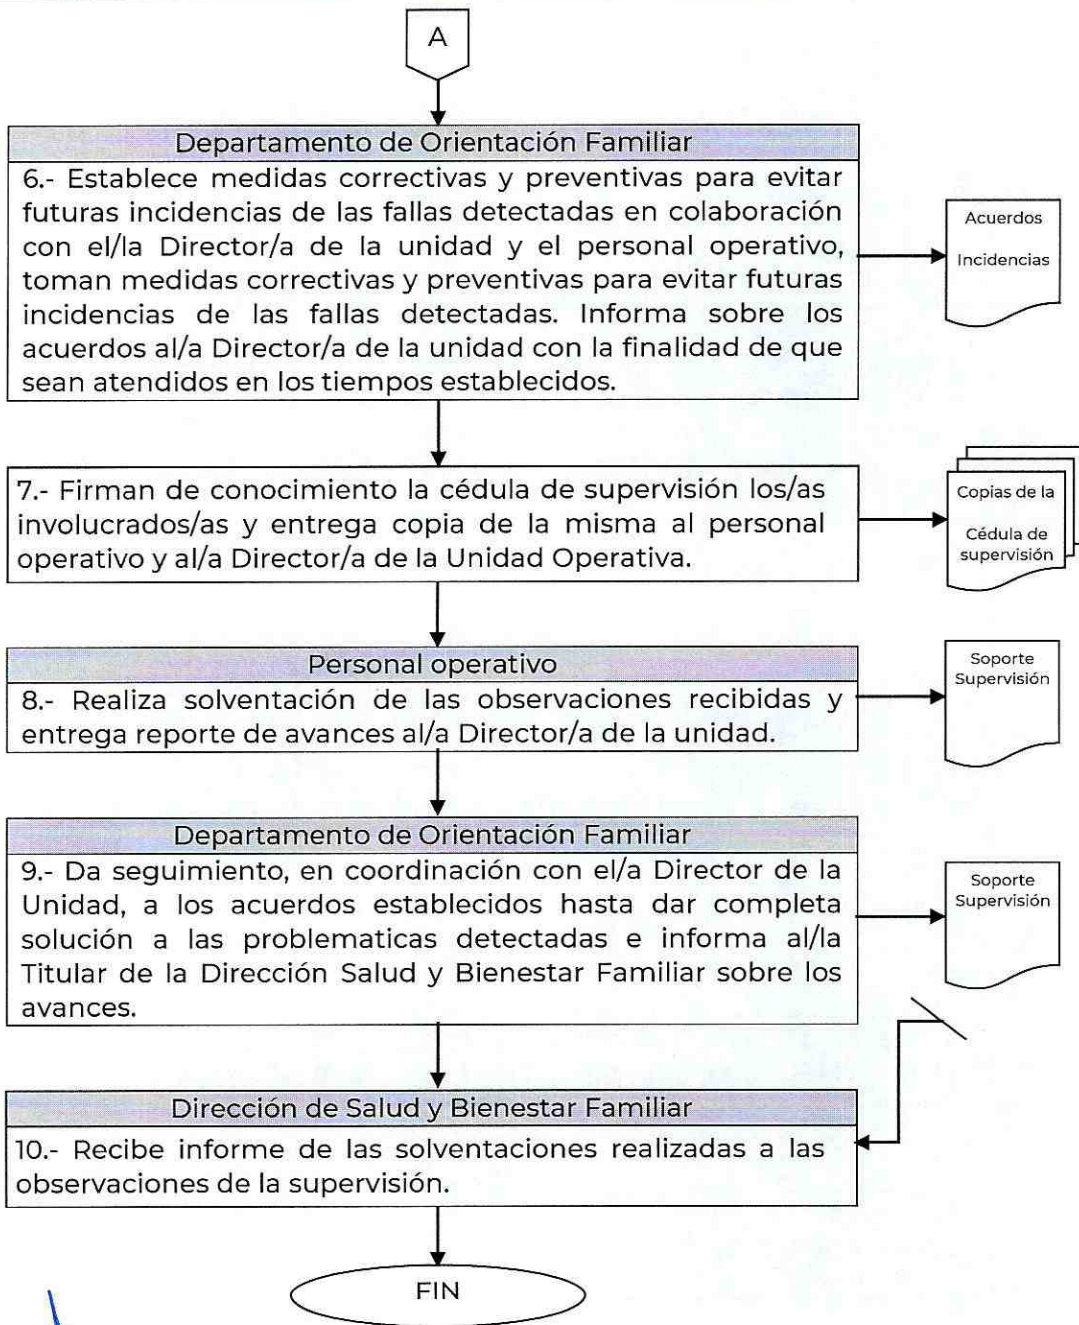 A
Departamento de Orientación Familiar
6.- Establece medidas correctivas y preventivas para evitar
futuras incidencias de las fallas detectadas en colaboración
con el/la Director/a de la unidad y el personal operativo,
toman medidas correctivas y preventivas para evitar futuras
incidencias de las fallas detectadas. Informa sobre los
acuerdos al/a Director/a de la unidad con la finalidad de que
sean atendidos en los tiempos establecidos.
Acuerdos
Incidencias
7.- Firman de conocimiento la cédula de supervisión los/as
involucrados/as y entrega copia de la misma al personal
operativo y al/a Director/a de la Unidad Operativa.
Copias de la
Cédula de
supervisión
Personal operativo
8.- Realiza solventación de las observaciones recibidas y
entrega reporte de avances al/a Director/a de la unidad.
Soporte
Supervisión
Departamento de Orientación Familiar
9.- Da seguimiento, en coordinación con el/a Director de la
Unidad, a los acuerdos establecidos hasta dar completa
solución a las problematicas detectadas e informa al/la
Titular de la Dirección Salud y Bienestar Familiar sobre los
avances.
Soporte
Supervisión
Dirección de Salud y Bienestar Familiar
10.- Recibe informe de las solventaciones realizadas a las
observaciones de la supervisión.
FIN